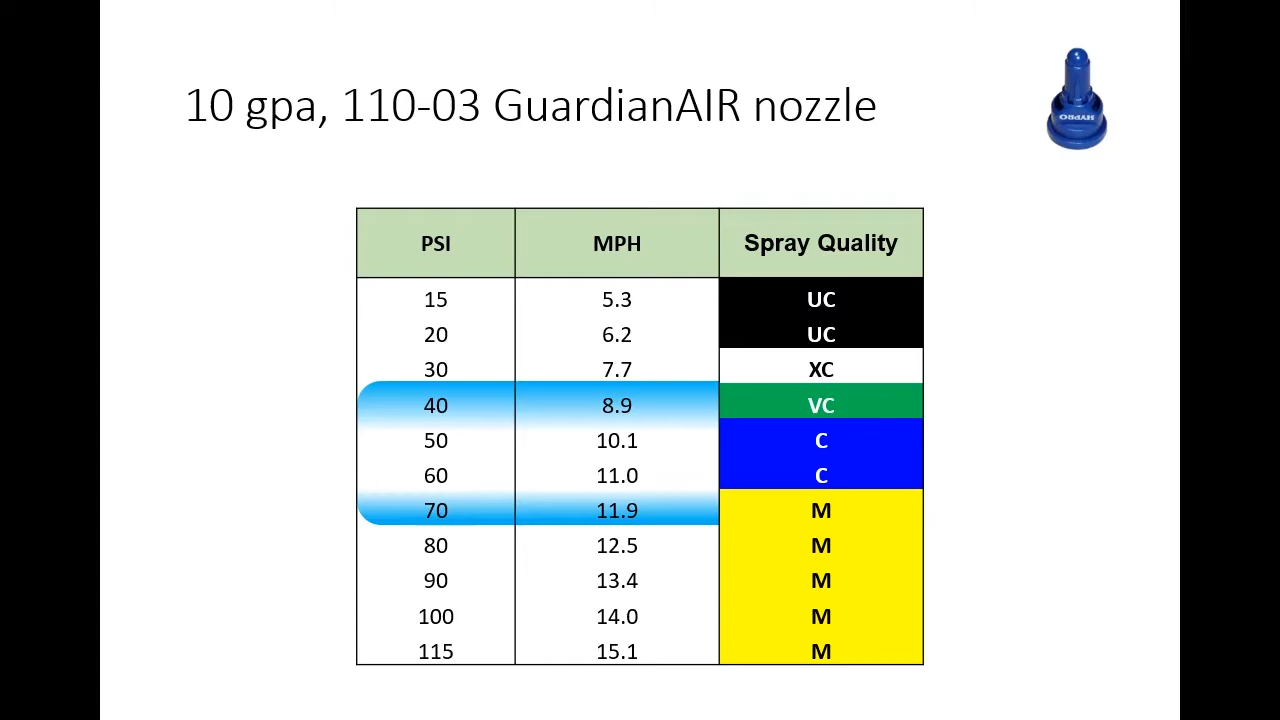 10 gpa, 110-03 GuardianAIR nozzle
HYPRO
PSI MPH Spray Quality
15 5.3 UC
20 6.2 UC
30 7.7 XC
40 8.9 VC
50 10.1 C
60 11.0 C
70 11.9 M
80 12.5 M
90 13.4 M
100 14.0 M
115 15.1 M